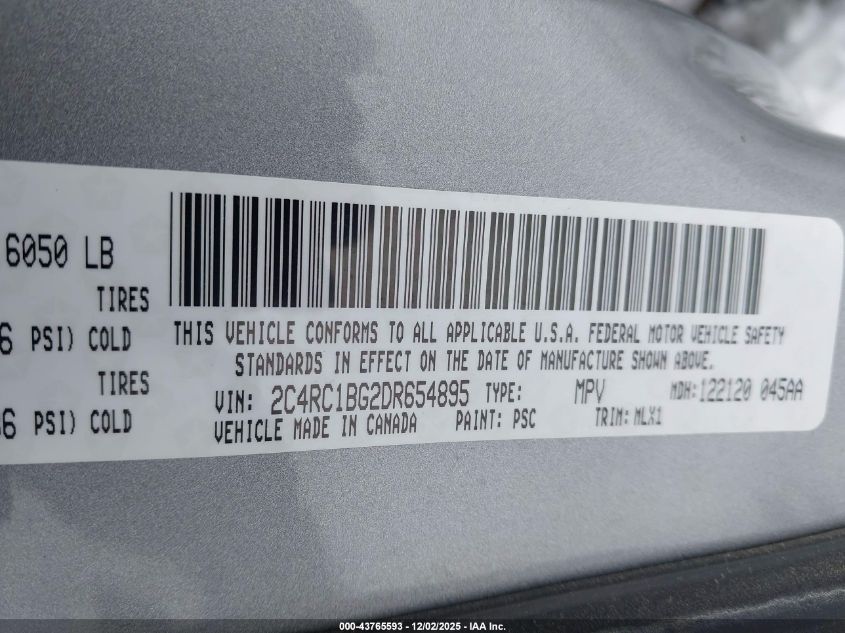 6050 LB
TIRES
6 PSI) COLD
TIRES
6 PSI) COLD
THIS VEHICLE CONFORMS TO ALL APPLICABLE U.S.A. FEDERAL MOTOR VEHICLE SAFETY
STANDARDS IN EFFECT ON THE DATE OF MANUFACTURE SHOWN ABOVE.
VIN: 2C4RC1BG2DR654895 TYPE: MPV MDH: 122120 045AA
VEHICLE MADE IN CANADA PAINT: PSC TRIM: MLX1
000-43765593 - 12/02/2025 - IAA Inc.